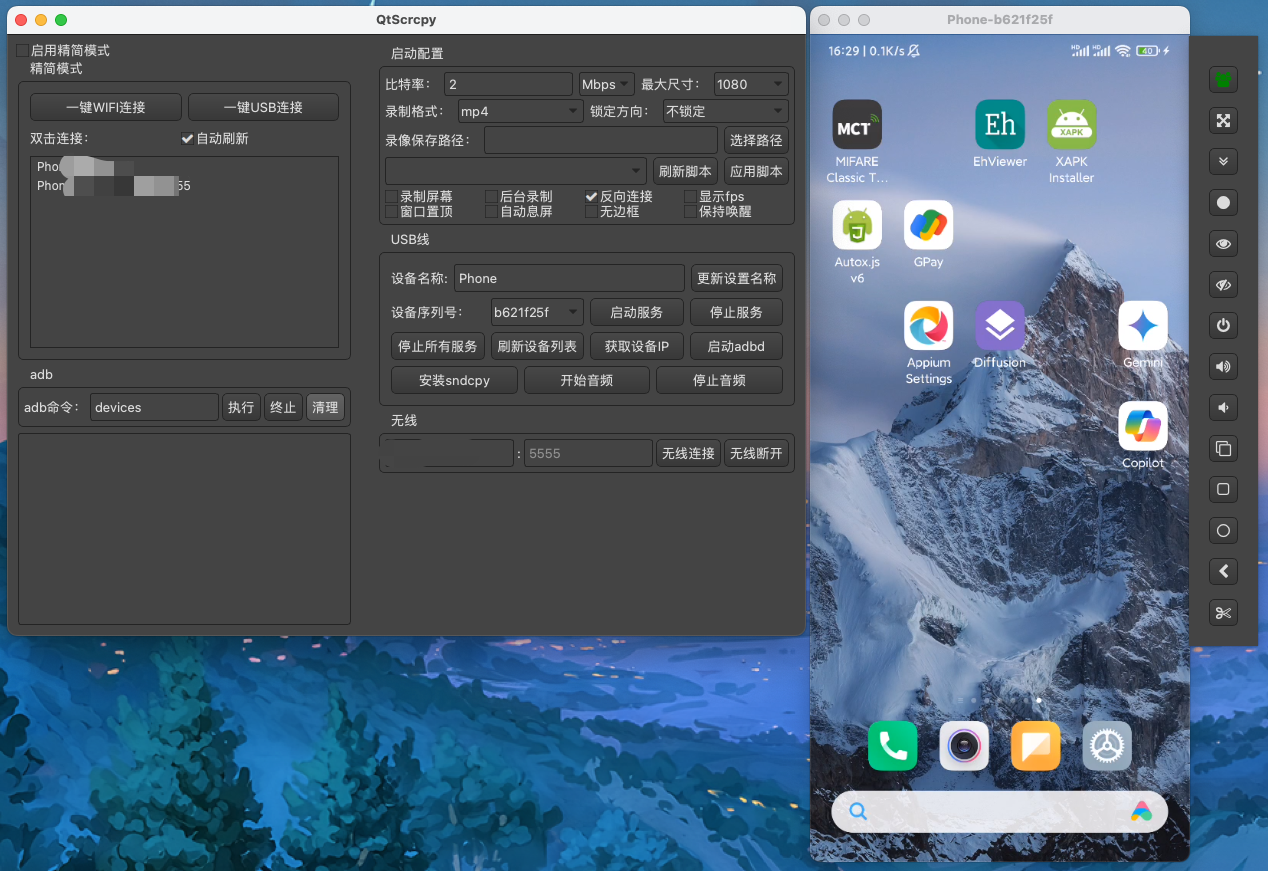 QtScrcpy
启用精简模式
精简模式
一键WIFI连接 一键USB连接
双击连接： 自动刷新
55
adb
adb命令： devices 执行 终止 清理
启动配置
比特率： 2 Mbps 最大尺寸： 1080
录制格式： mp4 锁定方向： 不锁定
录像保存路径： 选择路径
刷新脚本 应用脚本
录制屏幕 后台录制 反向连接 显示fps
窗口置顶 自动息屏 无边框 保持唤醒
USB线
设备名称: Phone 更新设置名称
设备序列号： b621f25f 启动服务 停止服务
停止所有服务 刷新设备列表 获取设备IP 启动adbd
安装sndcpy 开始音频 停止音频
无线
: 5555 无线连接 无线断开
Phone-b621f25f
16:29 | 0.1K/s HD HD 40
MCT Eh XAPK
MIFARE Classic T... EhViewer XAPK Installer
Autox.js v6 GPay
Appium Settings Diffusion Gemini
Copilot